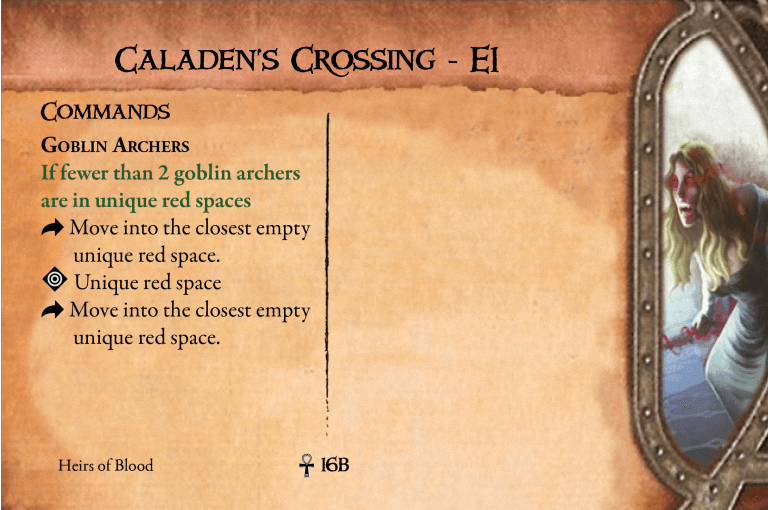 Caladen's Crossing - E1
Commands
Goblin Archers
If fewer than 2 goblin archers
are in unique red spaces
Move into the closest empty
unique red space.
Unique red space
Move into the closest empty
unique red space.
Heirs of Blood
16B